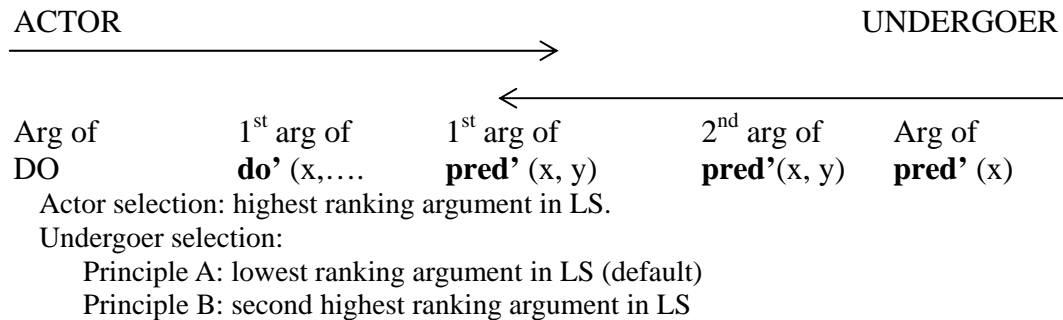 ACTOR UNDERGOER
Arg of 1st arg of 1st arg of 2nd arg of Arg of
DO do’ (x,…. pred’ (x, y) pred’(x, y) pred’ (x)
Actor selection: highest ranking argument in LS.
Undergoer selection:
Principle A: lowest ranking argument in LS (default)
Principle B: second highest ranking argument in LS